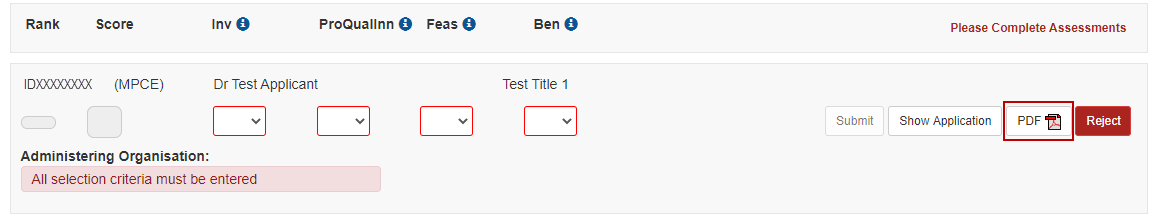 Rank Score Inv ProQualInn Feas Ben Please Complete Assessments
IDXXXXXXXX (MPCE) Dr Test Applicant Test Title 1
Submit Show Application PDF Reject
Administering Organisation:
All selection criteria must be entered